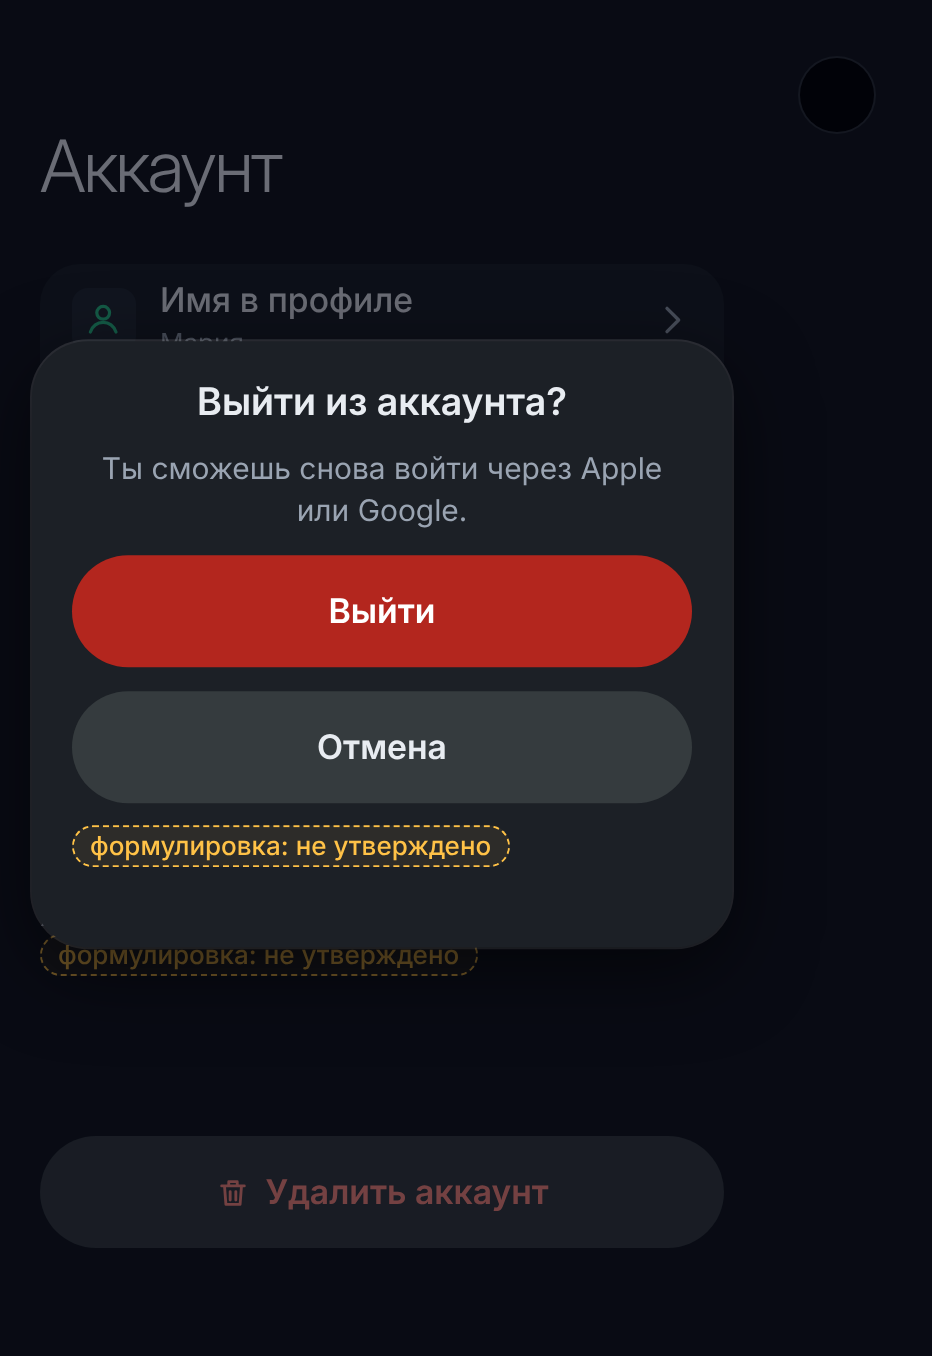 Аккаунт
Имя в профиле
Мария
Выйти из аккаунта?
Ты сможешь снова войти через Apple
или Google.
Выйти
Отмена
формулировка: не утверждено
формулировка: не утверждено
Удалить аккаунт